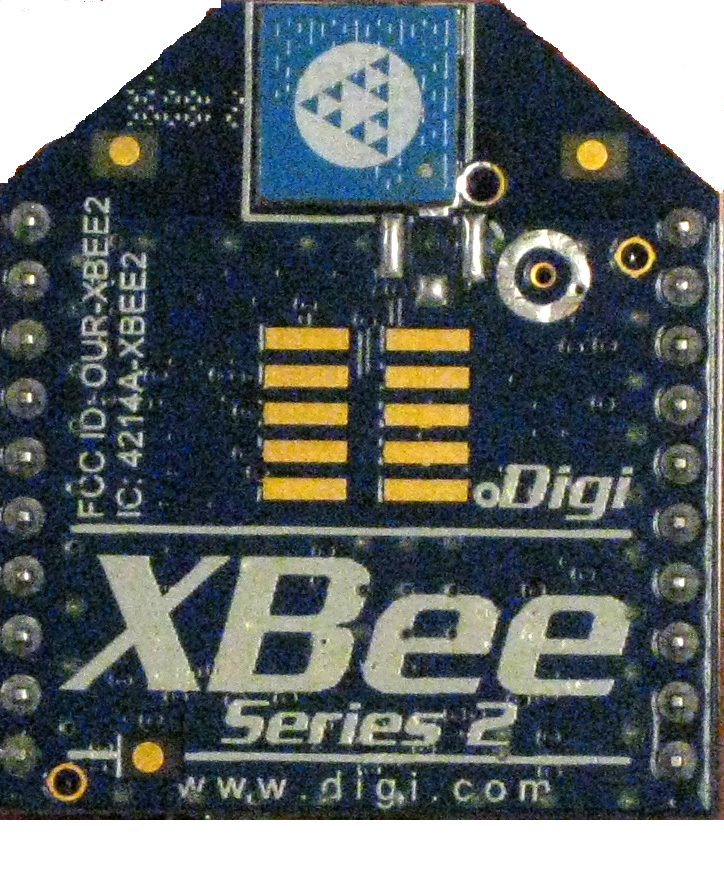 FCC ID: OUR-XBEE2
IC: 4214A-XBEE2
Digi
XBee
Series 2
www.digi.com